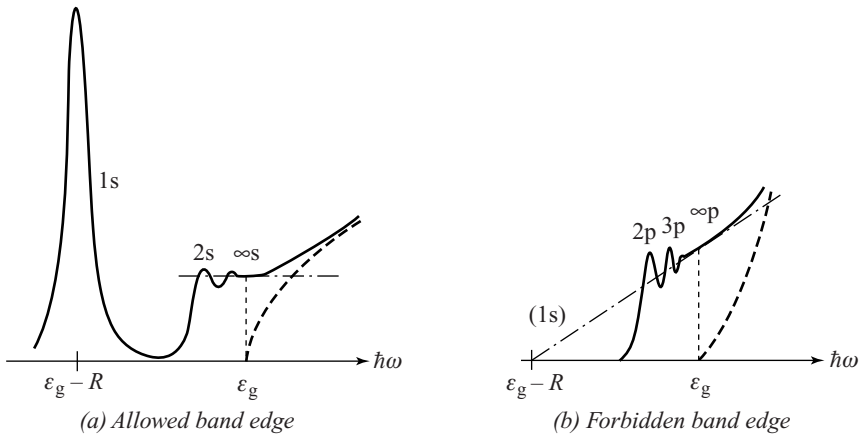 1s
2s
∞s
ħω
ε_g – R
ε_g
(a) Allowed band edge
2p
3p
∞p
(1s)
ħω
ε_g – R
ε_g
(b) Forbidden band edge